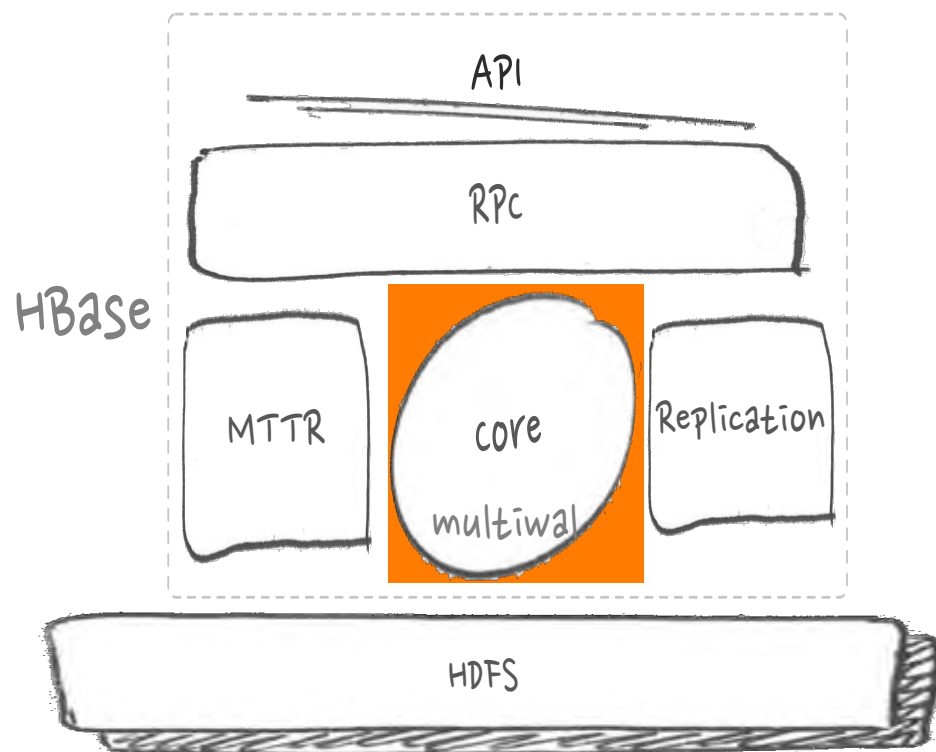 API
RPC
HBase
MTTR
core
Replication
multiwal
HDFS